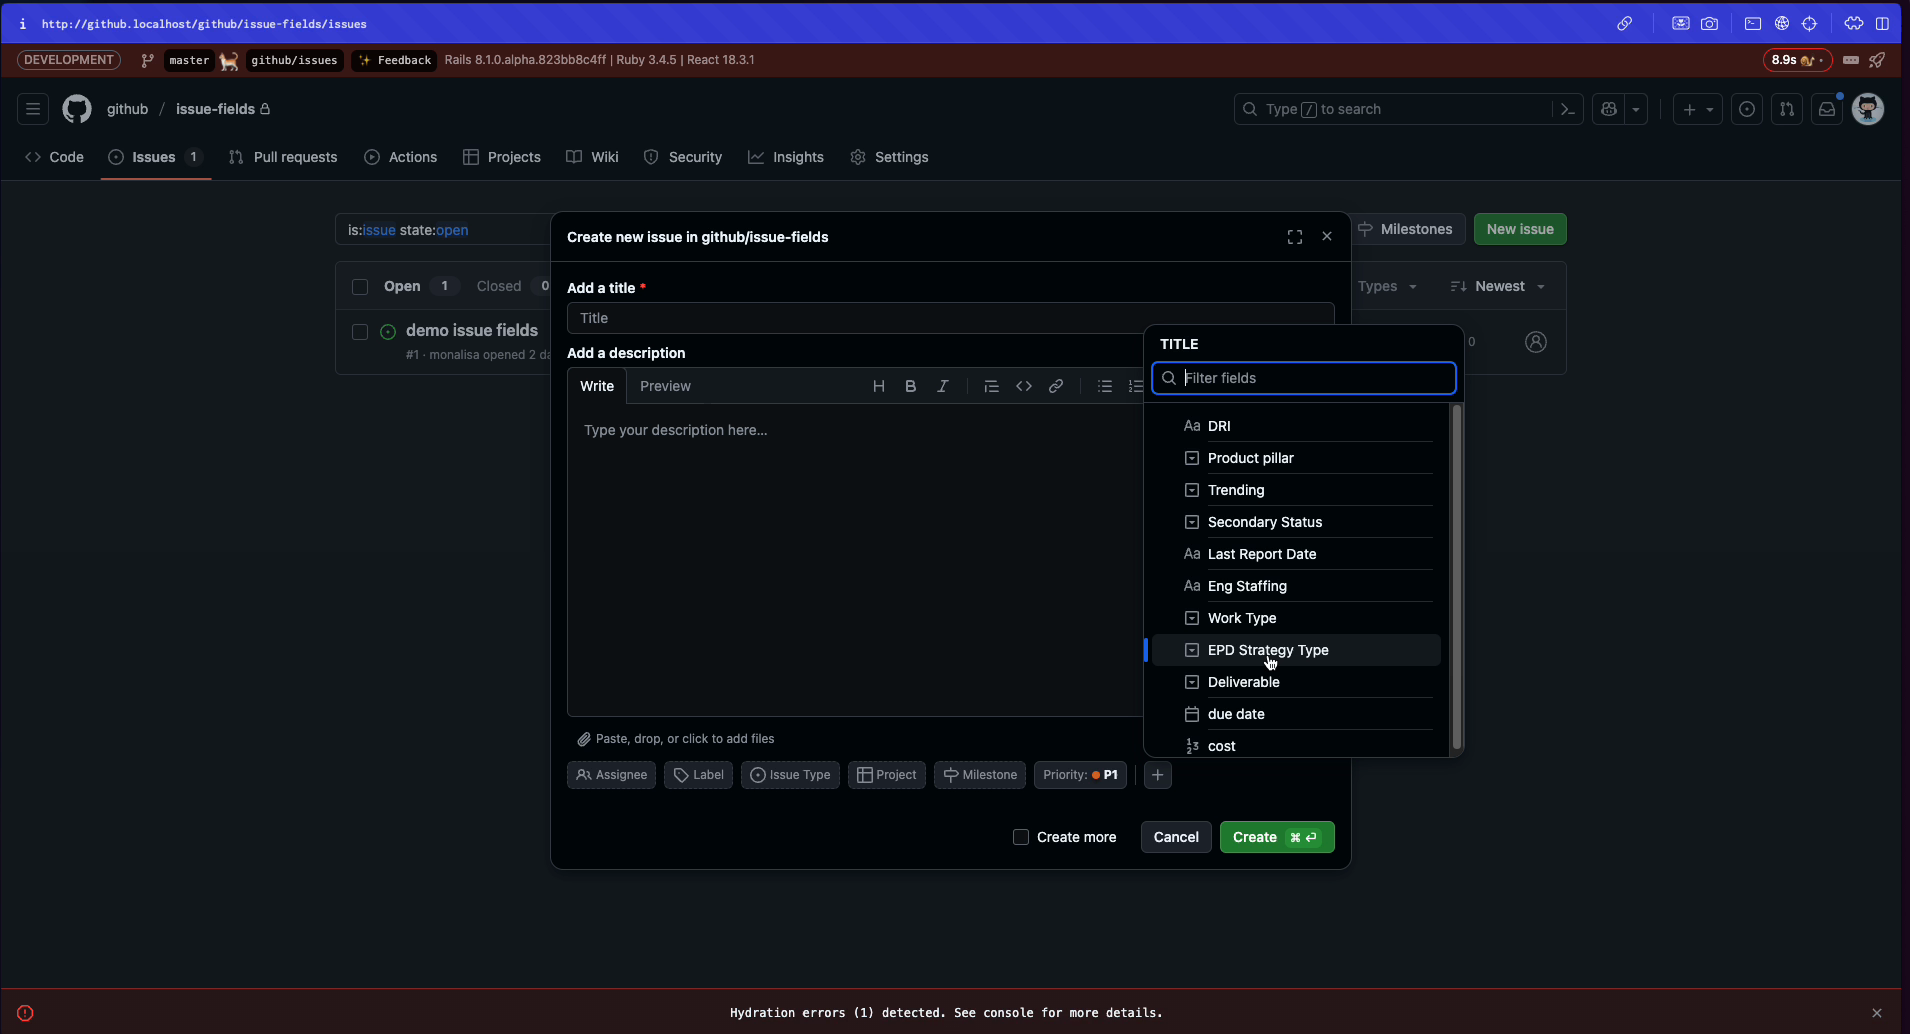 i http://github.localhost/github/issue-fields/issues
DEVELOPMENT master github/issues Feedback Rails 8.1.0.alpha.823bb8c4ff | Ruby 3.4.5 | React 18.3.1 8.9s
github / issue-fields Type / to search
Code Issues 1 Pull requests Actions Projects Wiki Security Insights Settings
is:issue state:open Milestones New issue
Open 1 Closed 0 Types Newest
demo issue fields
#1 · monalisa opened 2 da 0
Create new issue in github/issue-fields
Add a title *
Title
Add a description
Write Preview
Type your description here...
TITLE
Filter fields
Aa DRI
Product pillar
Trending
Secondary Status
Aa Last Report Date
Aa Eng Staffing
Work Type
EPD Strategy Type
Deliverable
due date
cost
Paste, drop, or click to add files
Assignee Label Issue Type Project Milestone Priority: P1
Create more Cancel Create ⌘ ⏎
Hydration errors (1) detected. See console for more details.